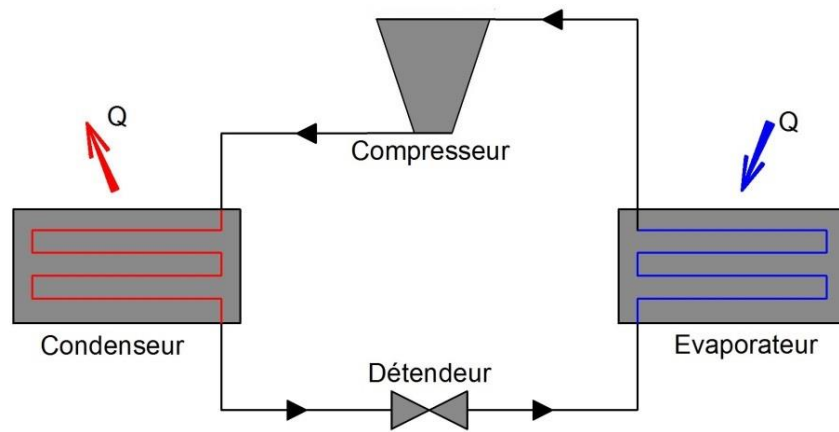 Q
Q
Compresseur
Condenseur
Evaporateur
Détendeur